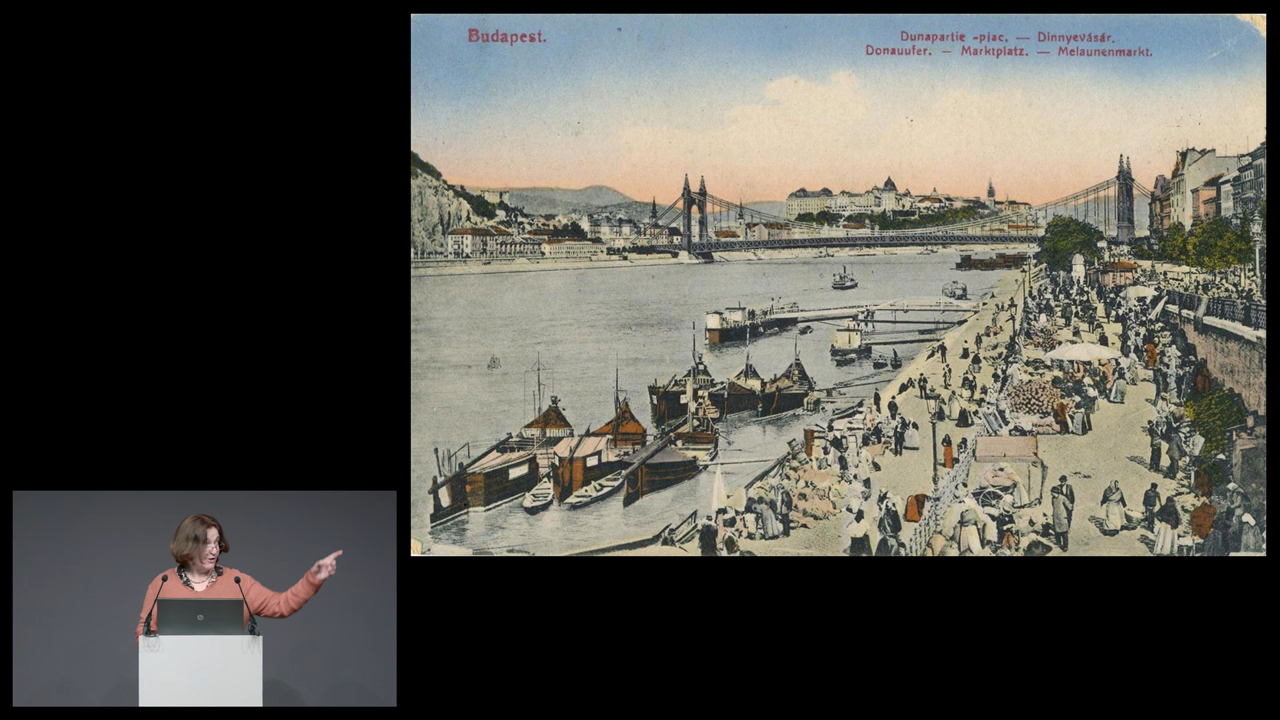 Budapest.
Dunapartie -piac. — Dinnyevásár.
Donauufer. — Marktplatz. — Melaunenmarkt.